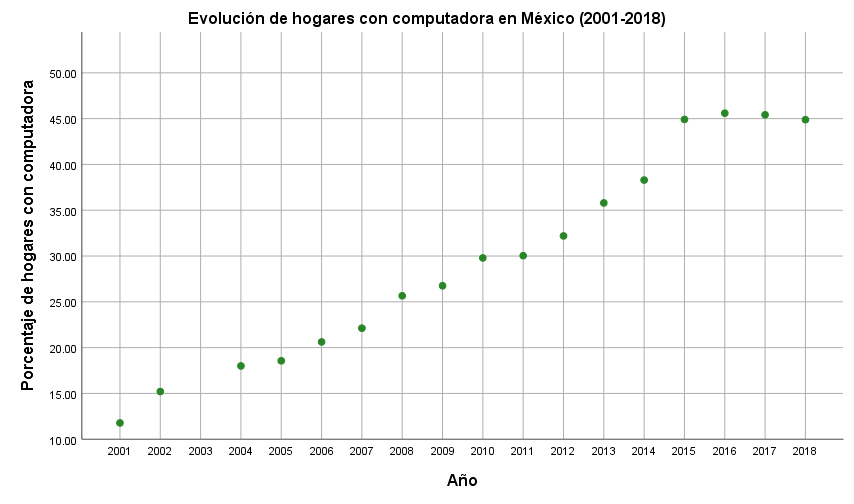 Evolución de hogares con computadora en México (2001-2018)
Porcentaje de hogares con computadora
50.00
45.00
40.00
35.00
30.00
25.00
20.00
15.00
10.00
2001 2002 2003 2004 2005 2006 2007 2008 2009 2010 2011 2012 2013 2014 2015 2016 2017 2018
Año